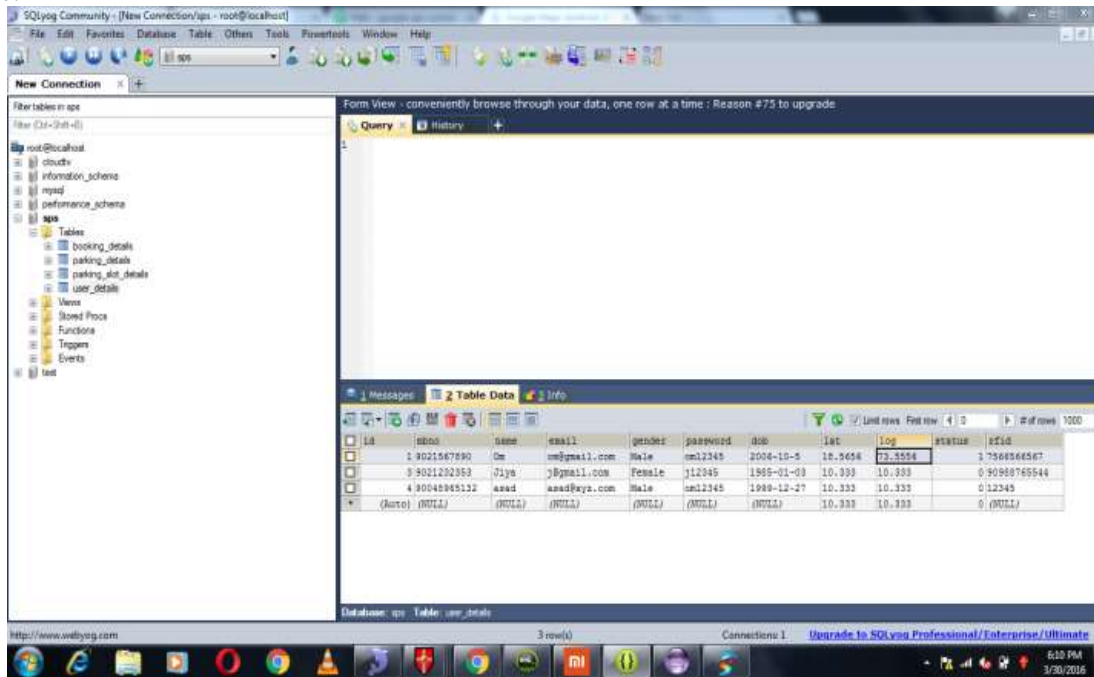 SQLyog Community - [New Connection/sps - root@localhost]
File Edit Favorites Database Table Others Tools Powertools Window Help
sps
New Connection
Filter tables in sps
Filter (Ctrl+Shift+B)
root@localhost
cloudtv
information_schema
mysql
performance_schema
sps
Tables
booking_details
parking_details
parking_slot_details
user_details
Views
Stored Procs
Functions
Triggers
Events
test
Form View - conveniently browse through your data, one row at a time : Reason #75 to upgrade
Query History
1
1 Messages 2 Table Data 3 Info
Limit rows First row 0 # of rows 1000
id mbno name email gender password dob lat log status rfid
1 9021567890 Om om@gmail.com Male om12345 2006-10-5 18.5656 73.5556 1 7566566567
3 9021232353 Jiya j@gmail.com Female j12345 1985-01-03 10.333 10.333 0 90988765544
4 90048965132 asad asad@xyz.com Male om12345 1989-12-27 10.333 10.333 0 12345
* (Auto) (NULL) (NULL) (NULL) (NULL) (NULL) (NULL) 10.333 10.333 0 (NULL)
Database: sps Table: user_details
http://www.webyog.com 3 row(s) Connections: 1 Upgrade to SQLyog Professional/Enterprise/Ultimate
6:10 PM
3/30/2016